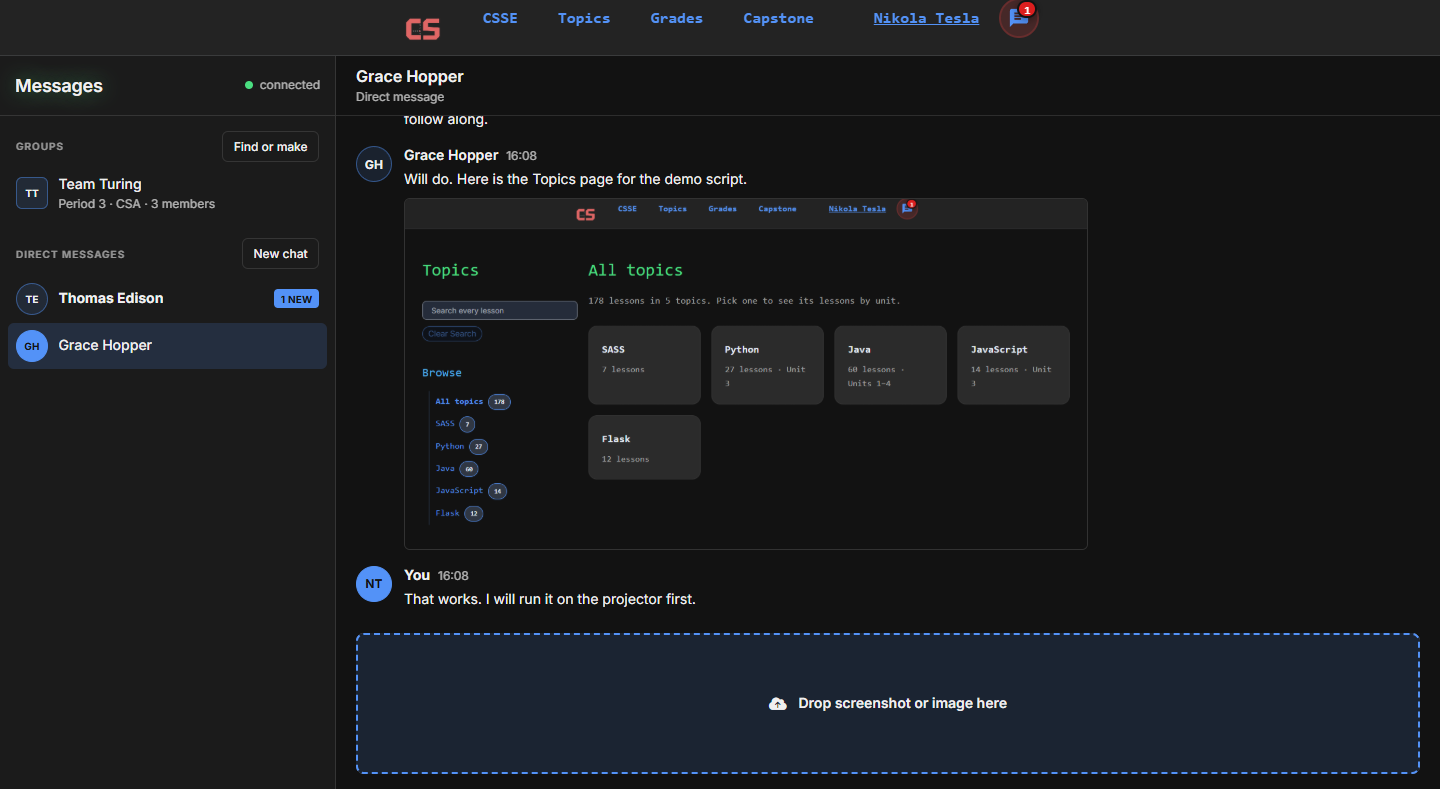 CS
CSSE Topics Grades Capstone Nikola Tesla 1
Messages
connected
GROUPS
Find or make
TT
Team Turing
Period 3 · CSA · 3 members
DIRECT MESSAGES
New chat
TE
Thomas Edison
1 NEW
GH
Grace Hopper
Grace Hopper
Direct message
follow along.
GH
Grace Hopper 16:08
Will do. Here is the Topics page for the demo script.
CS
CSSE Topics Grades Capstone Nikola Tesla 1
Topics
Search every lesson
Clear Search
Browse
All topics 178
SASS 7
Python 27
Java 60
JavaScript 14
Flask 12
All topics
178 lessons in 5 topics. Pick one to see its lessons by unit.
SASS
7 lessons
Python
27 lessons · Unit
3
Java
60 lessons ·
Units 1–4
JavaScript
14 lessons · Unit
3
Flask
12 lessons
NT
You 16:08
That works. I will run it on the projector first.
Drop screenshot or image here